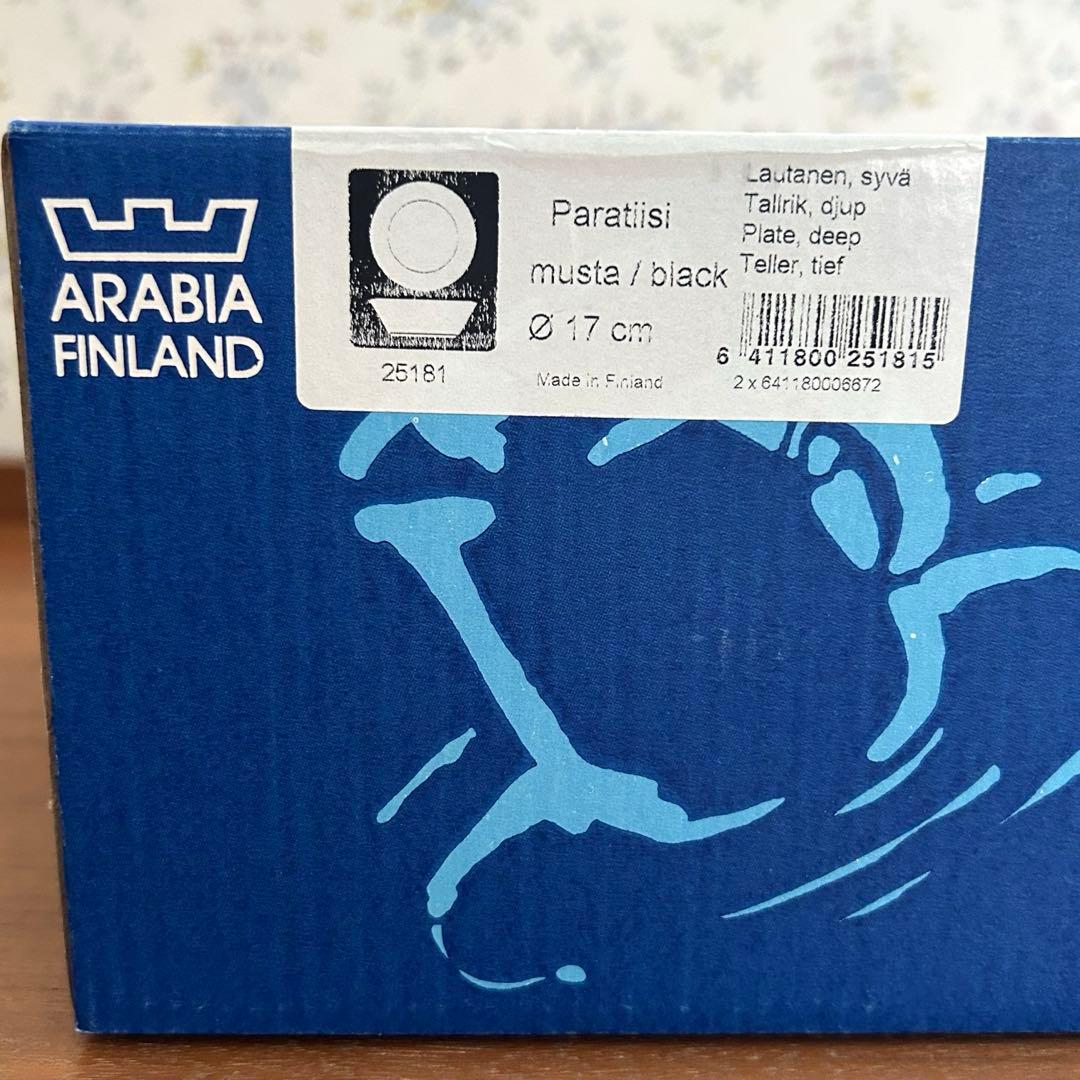 ARABIA
FINLAND
25181
Paratiisi
musta / black
Ø 17 cm
Made in Finland
Lautanen, syvä
Tallrik, djup
Plate, deep
Teller, tief
6 411800 251815
2 x 641180006672